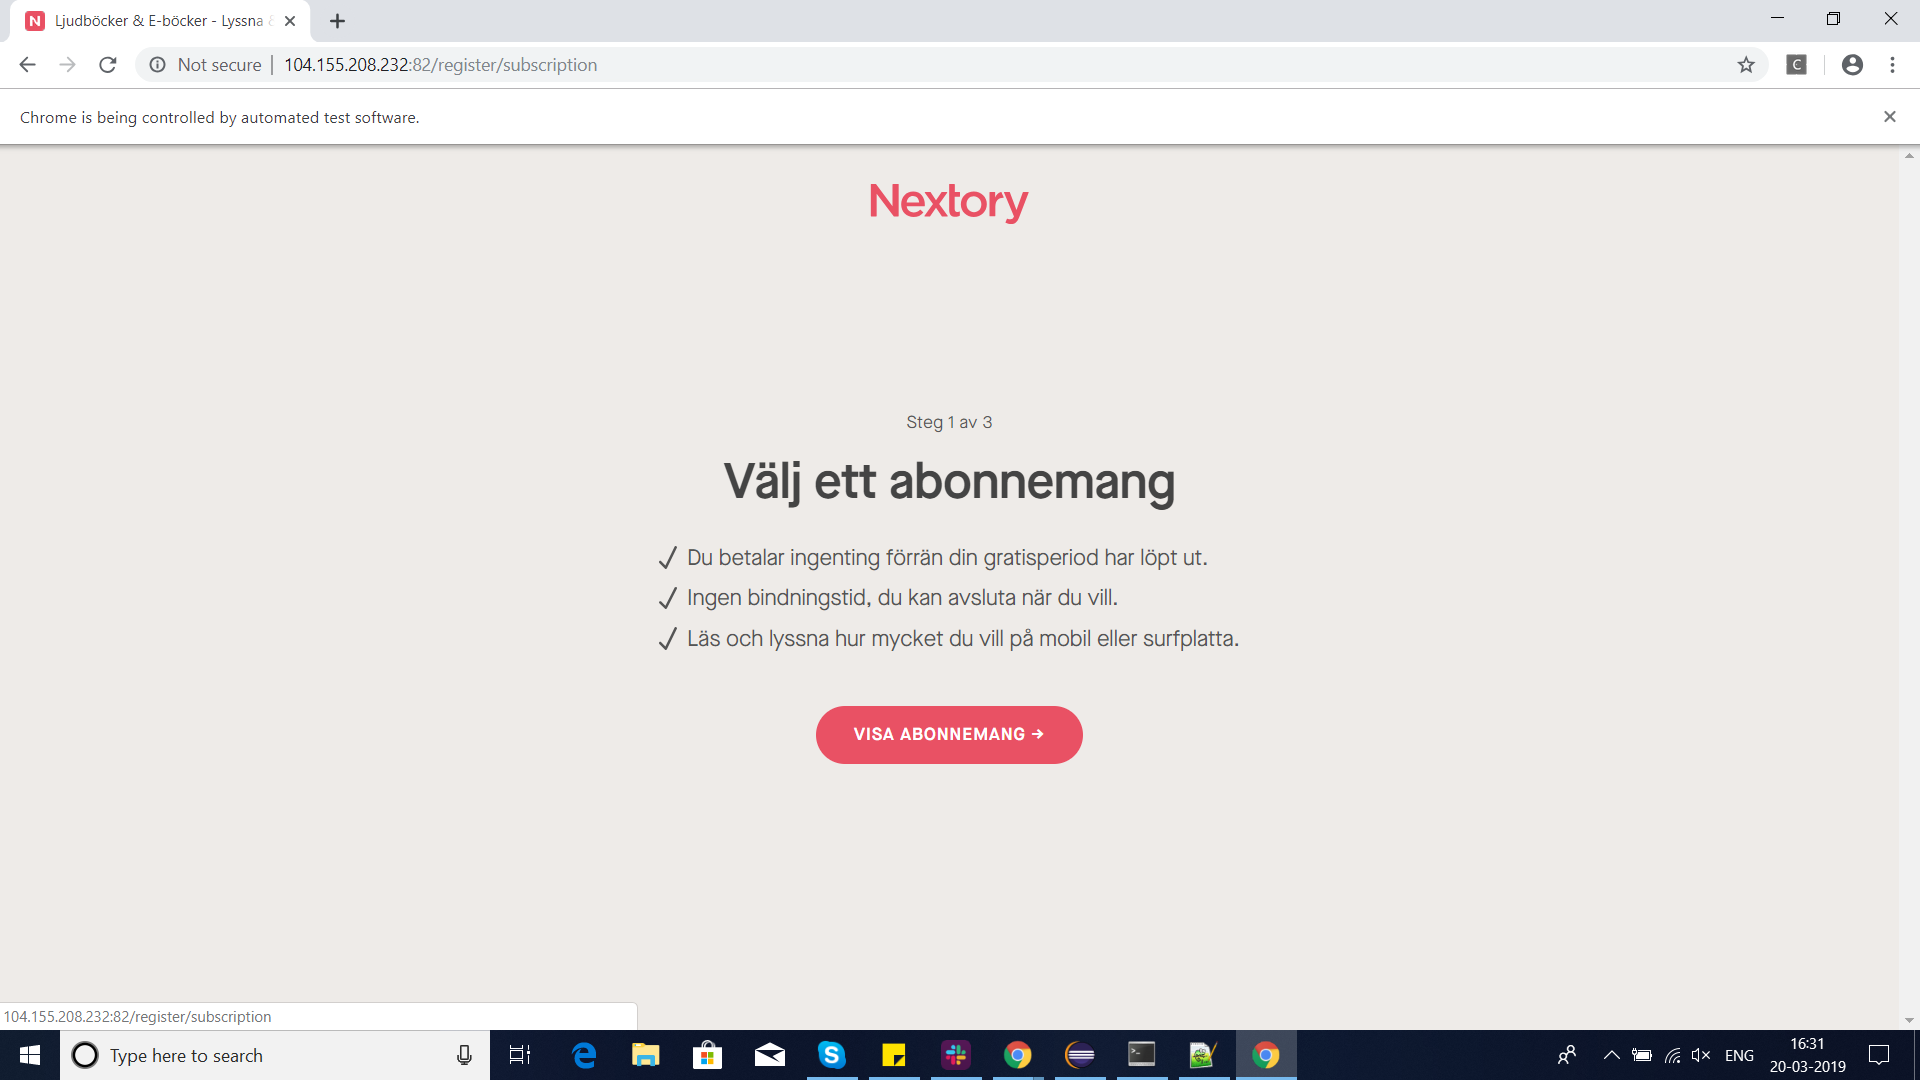 Ljudböcker & E-böcker - Lyssna
Not secure
104.155.208.232:82/register/subscription
C
Chrome is being controlled by automated test software.
Nextory
Steg 1 av 3
Välj ett abonnemang
Du betalar ingenting förrän din gratisperiod har löpt ut.
Ingen bindningstid, du kan avsluta när du vill.
Läs och lyssna hur mycket du vill på mobil eller surfplatta.
VISA ABONNEMANG →
104.155.208.232:82/register/subscription
Type here to search
ENG
16:31
20-03-2019